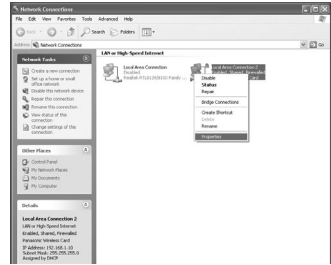 Network Connections
File Edit View Favorites Tools Advanced Help
Back Search Folders
Address Network Connections Go
Network Tasks
Create a new connection
Set up a home or small office network
Disable this network device
Repair this connection
Rename this connection
View status of this connection
Change settings of this connection
Other Places
Control Panel
My Network Places
My Documents
My Computer
Details
Local Area Connection 2
LAN or High-Speed Internet
Enabled, Shared, Firewalled
Panasonic Wireless Card
IP Address: 192.168.1.10
Subnet Mask: 255.255.255.0
Assigned by DHCP
LAN or High-Speed Internet
Local Area Connection
Disabled
Local Area Connection 2
Enabled, Shared, Firewalled
Card
Disable
Status
Repair
Bridge Connections
Create Shortcut
Delete
Rename
Properties